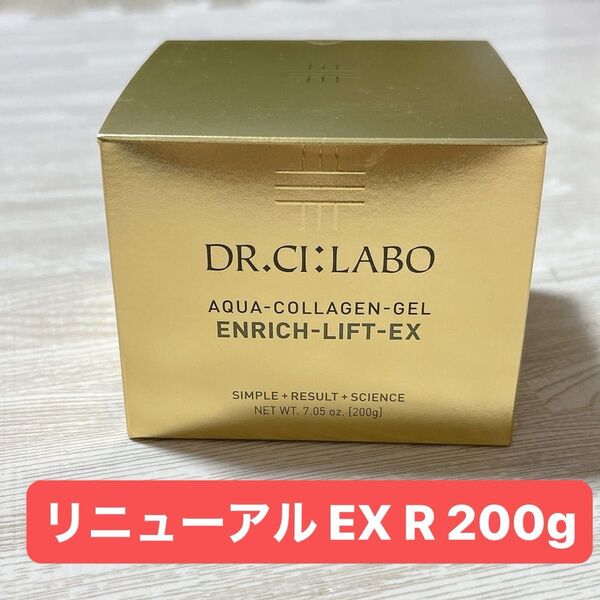 DR.CI:LABO
AQUA-COLLAGEN-GEL
ENRICH-LIFT-EX
SIMPLE+RESULT+SCIENCE
NET WT. 7.05 oz. [200g]
リニューアル EX R 200g